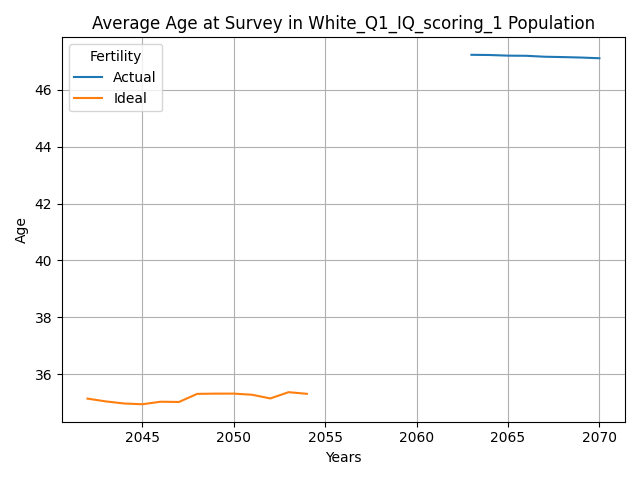 Average Age at Survey in White_Q1_IQ_scoring_1 Population
Fertility
Actual
Ideal
Age
46
44
42
40
38
36
2045
2050
2055
2060
2065
2070
Years